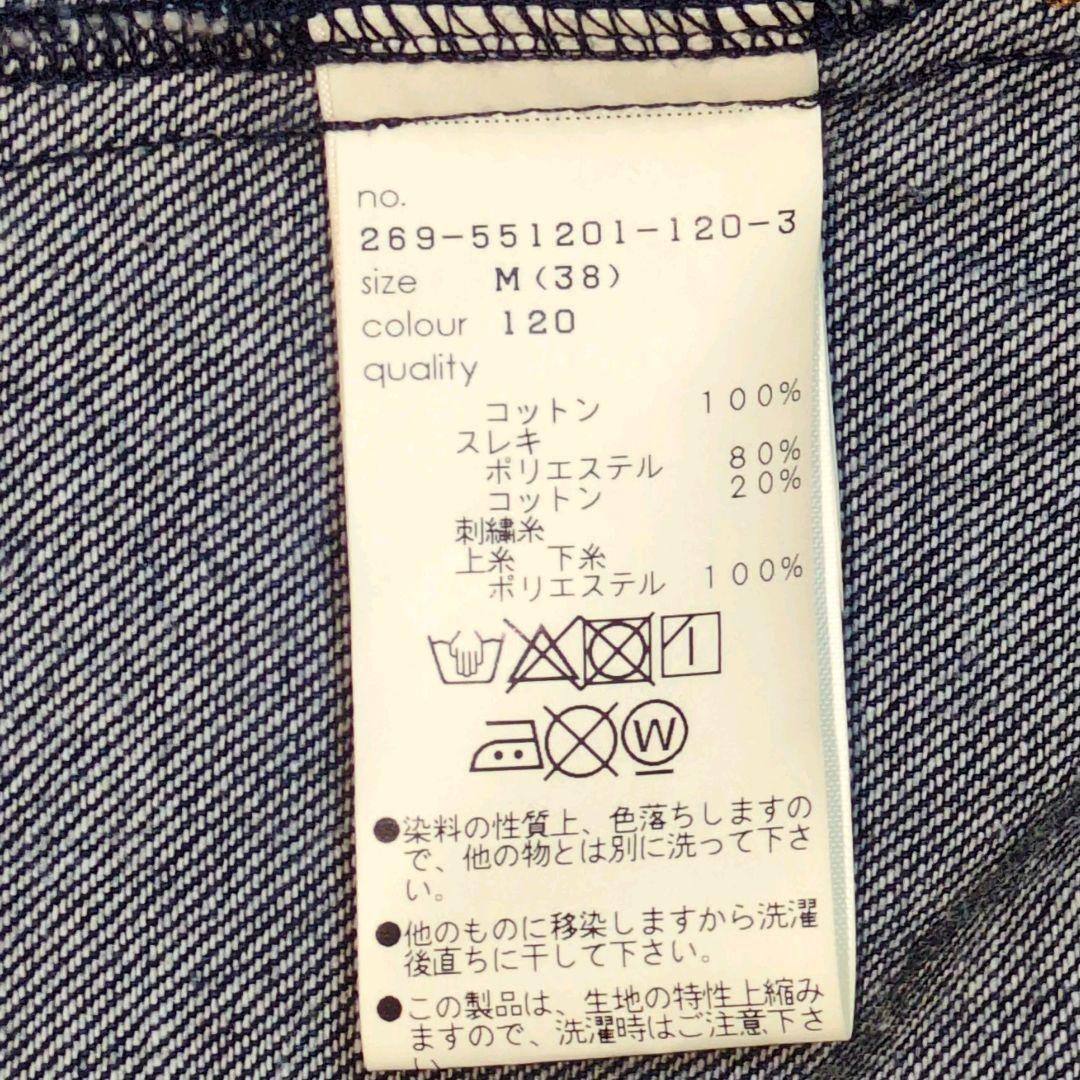 no.
269-551201-120-3
size M(38)
colour 120
quality
コットン 100%
スレキ
ポリエステル 80%
コットン 20%
刺繍糸
上糸 下糸
ポリエステル 100%
W
●染料の性質上、色落ちしますの
で、他の物とは別に洗って下さ
い。
●他のものに移染しますから洗濯
後直ちに干して下さい。
●この製品は、生地の特性上縮み
ますので、洗濯時はご注意下さ
い